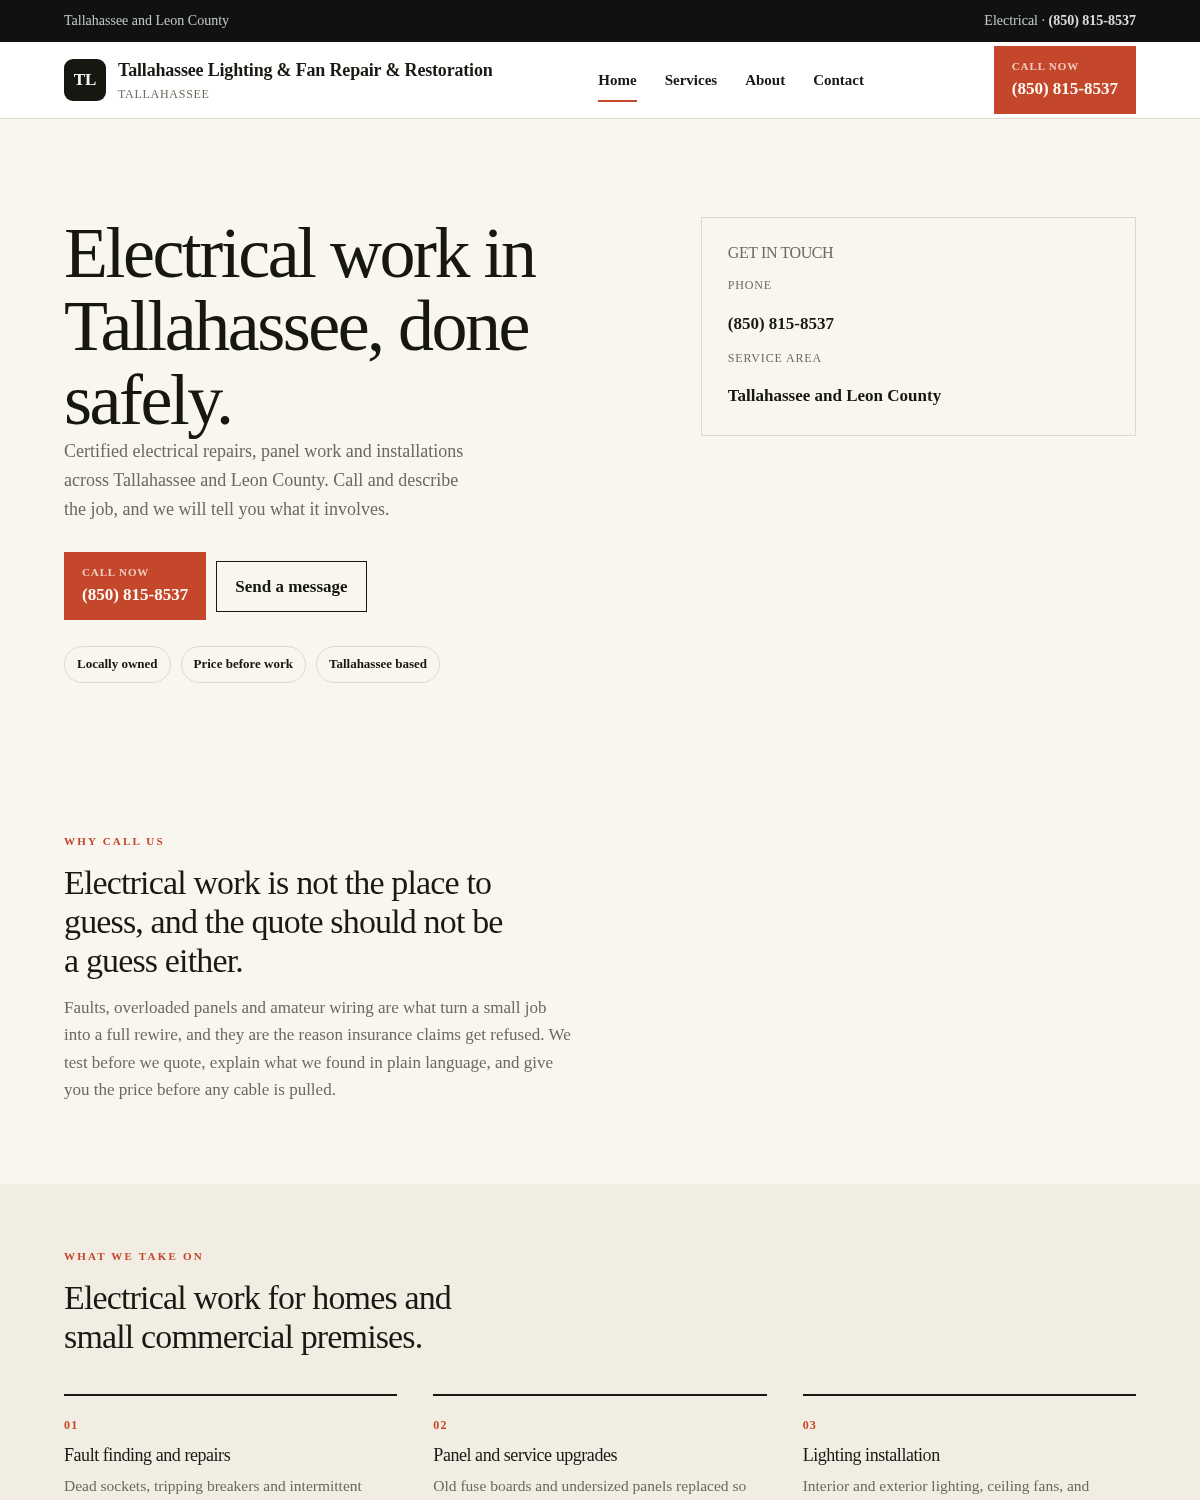 Tallahassee and Leon County
Electrical · (850) 815-8537
TL
Tallahassee Lighting & Fan Repair & Restoration
TALLAHASSEE
Home
Services
About
Contact
CALL NOW
(850) 815-8537
Electrical work in
Tallahassee, done
safely.
Certified electrical repairs, panel work and installations
across Tallahassee and Leon County. Call and describe
the job, and we will tell you what it involves.
CALL NOW
(850) 815-8537
Send a message
Locally owned
Price before work
Tallahassee based
GET IN TOUCH
PHONE
(850) 815-8537
SERVICE AREA
Tallahassee and Leon County
WHY CALL US
Electrical work is not the place to
guess, and the quote should not be
a guess either.
Faults, overloaded panels and amateur wiring are what turn a small job
into a full rewire, and they are the reason insurance claims get refused. We
test before we quote, explain what we found in plain language, and give
you the price before any cable is pulled.
WHAT WE TAKE ON
Electrical work for homes and
small commercial premises.
01
Fault finding and repairs
Dead sockets, tripping breakers and intermittent
02
Panel and service upgrades
Old fuse boards and undersized panels replaced so
03
Lighting installation
Interior and exterior lighting, ceiling fans, and